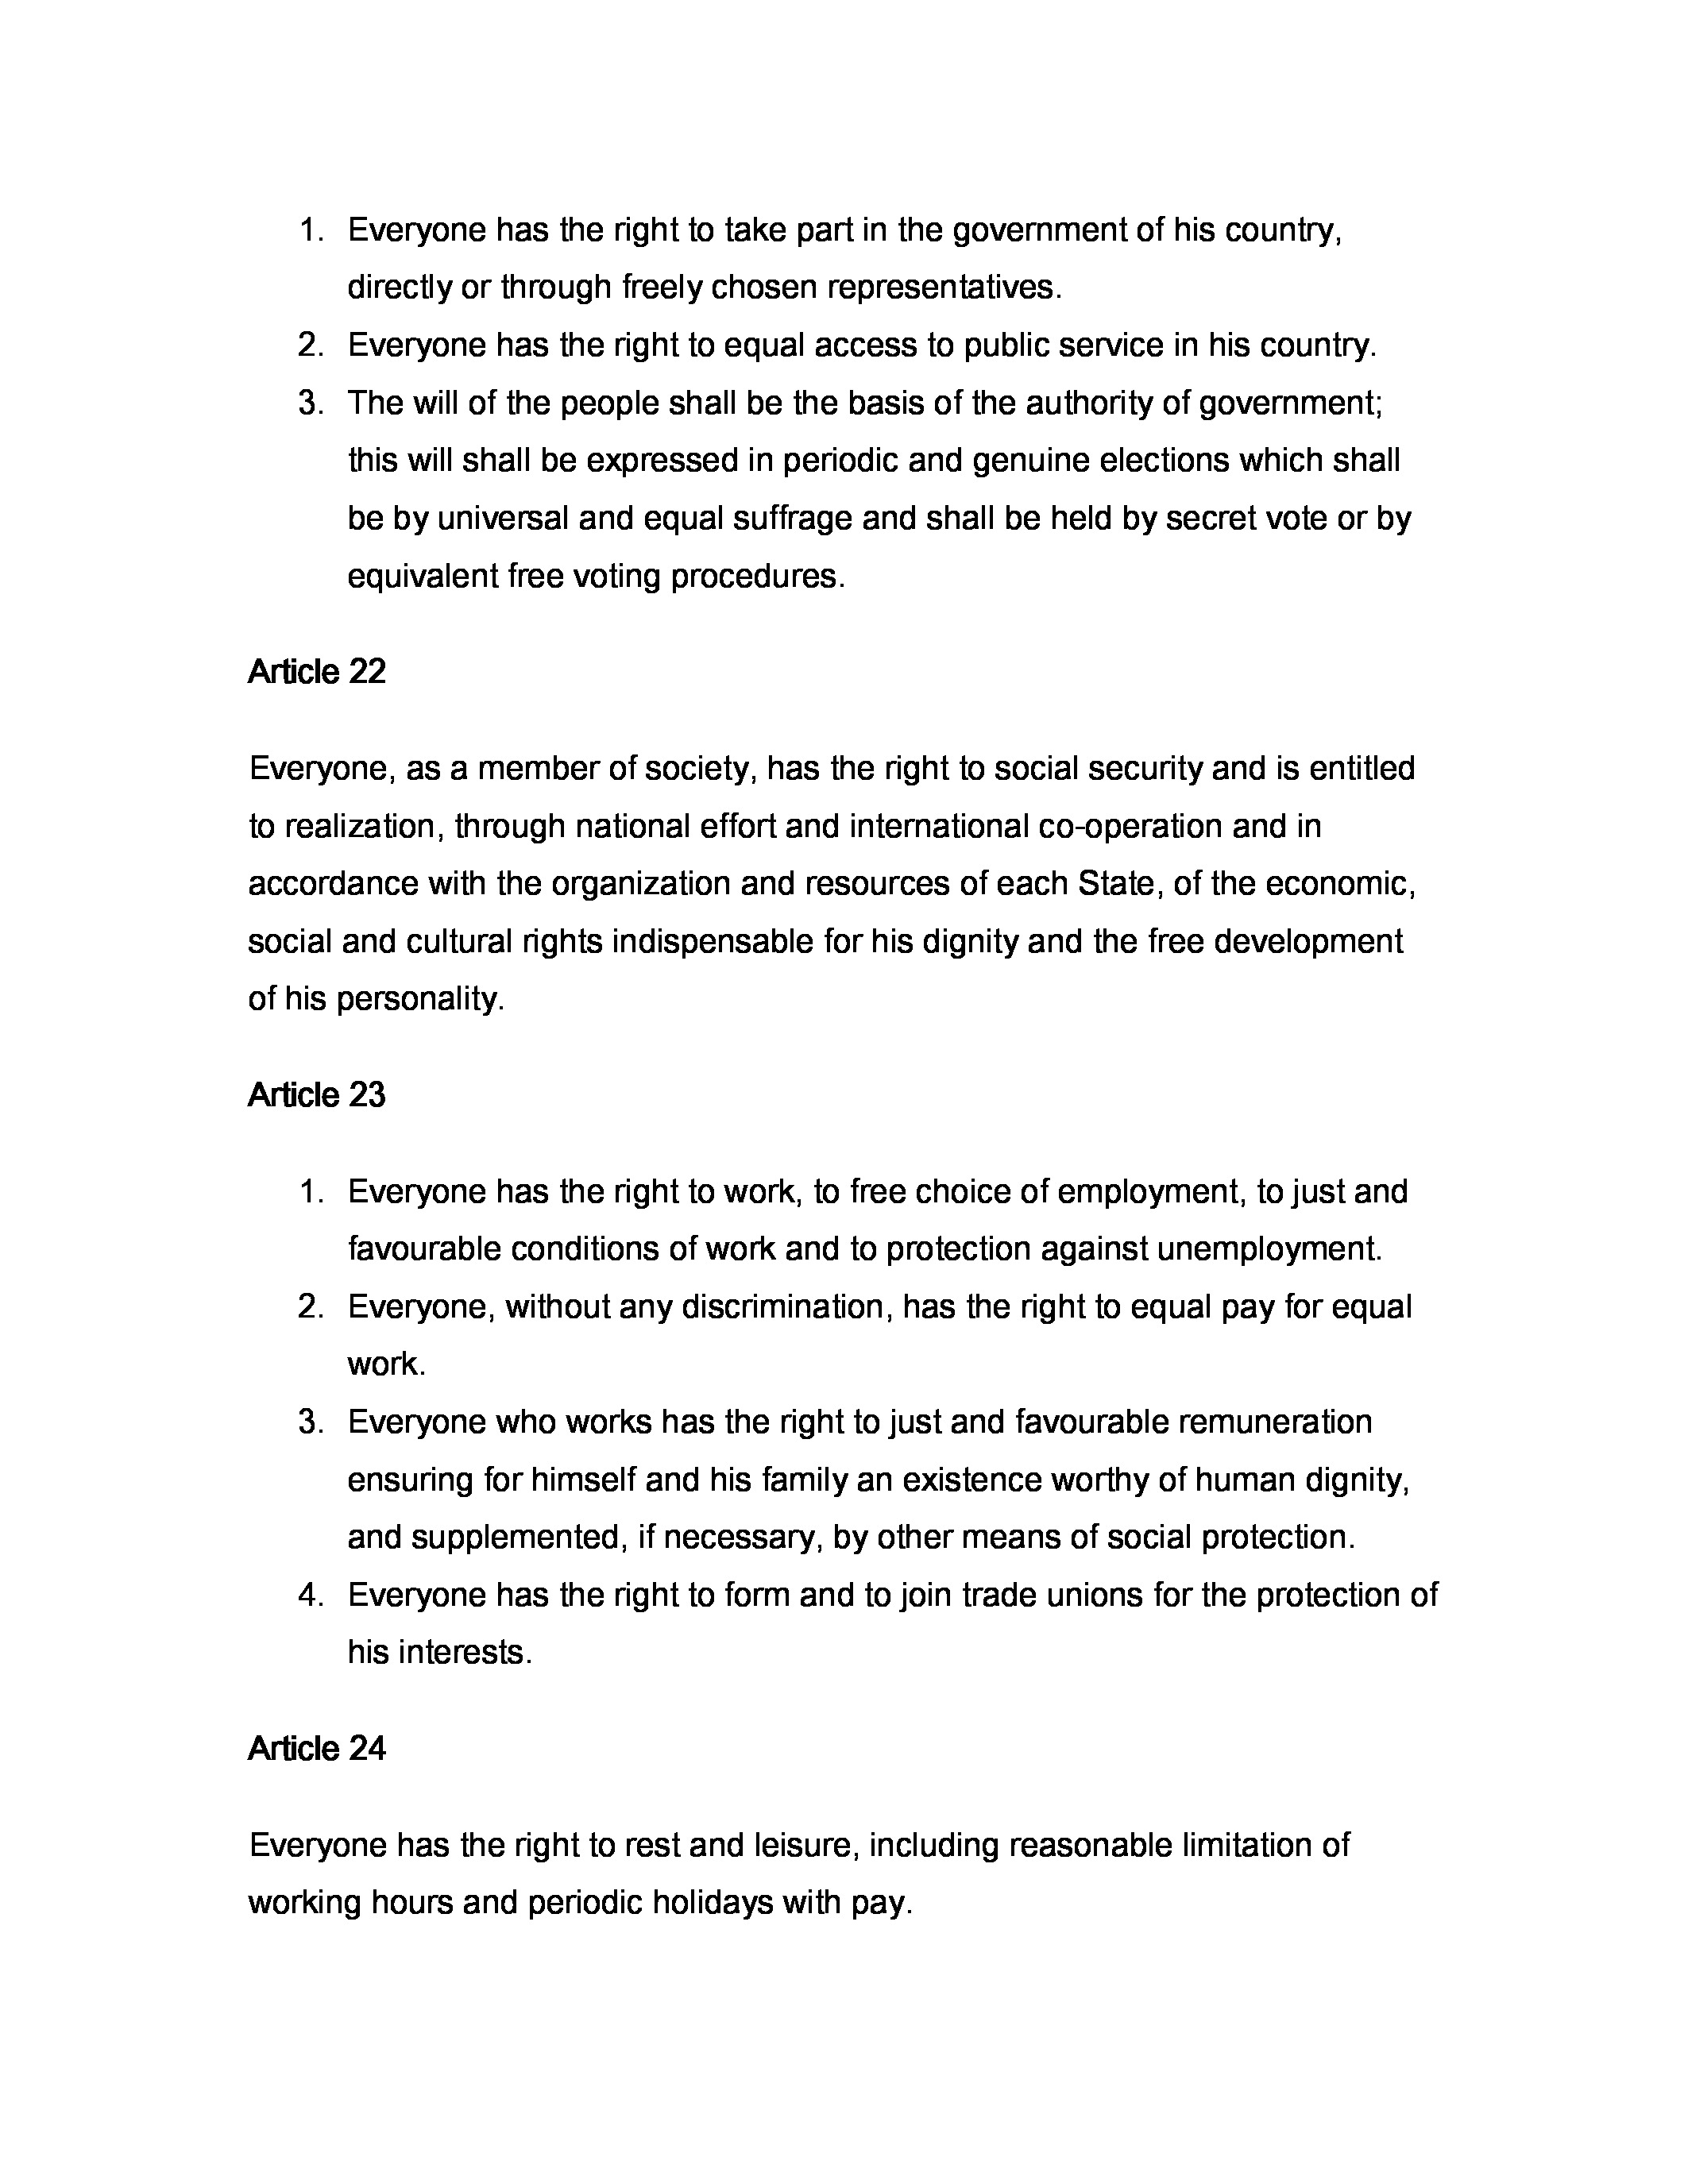 1. Everyone has the right to take part in the government of his country,
directly or through freely chosen representatives.
2. Everyone has the right to equal access to public service in his country.
3. The will of the people shall be the basis of the authority of government;
this will shall be expressed in periodic and genuine elections which shall
be by universal and equal suffrage and shall be held by secret vote or by
equivalent free voting procedures.
Article 22
Everyone, as a member of society, has the right to social security and is entitled
to realization, through national effort and international co-operation and in
accordance with the organization and resources of each State, of the economic,
social and cultural rights indispensable for his dignity and the free development
of his personality.
Article 23
1. Everyone has the right to work, to free choice of employment, to just and
favourable conditions of work and to protection against unemployment.
2. Everyone, without any discrimination, has the right to equal pay for equal
work.
3. Everyone who works has the right to just and favourable remuneration
ensuring for himself and his family an existence worthy of human dignity,
and supplemented, if necessary, by other means of social protection.
4. Everyone has the right to form and to join trade unions for the protection of
his interests.
Article 24
Everyone has the right to rest and leisure, including reasonable limitation of
working hours and periodic holidays with pay.